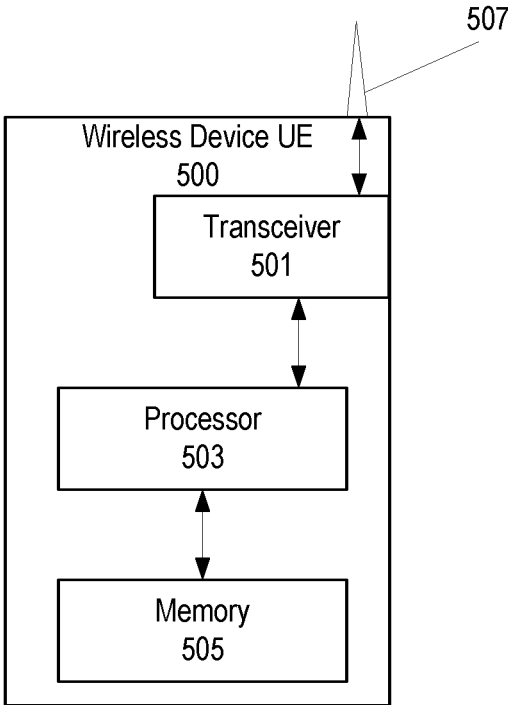 507
Wireless Device UE
500
Transceiver
501
Processor
503
Memory
505